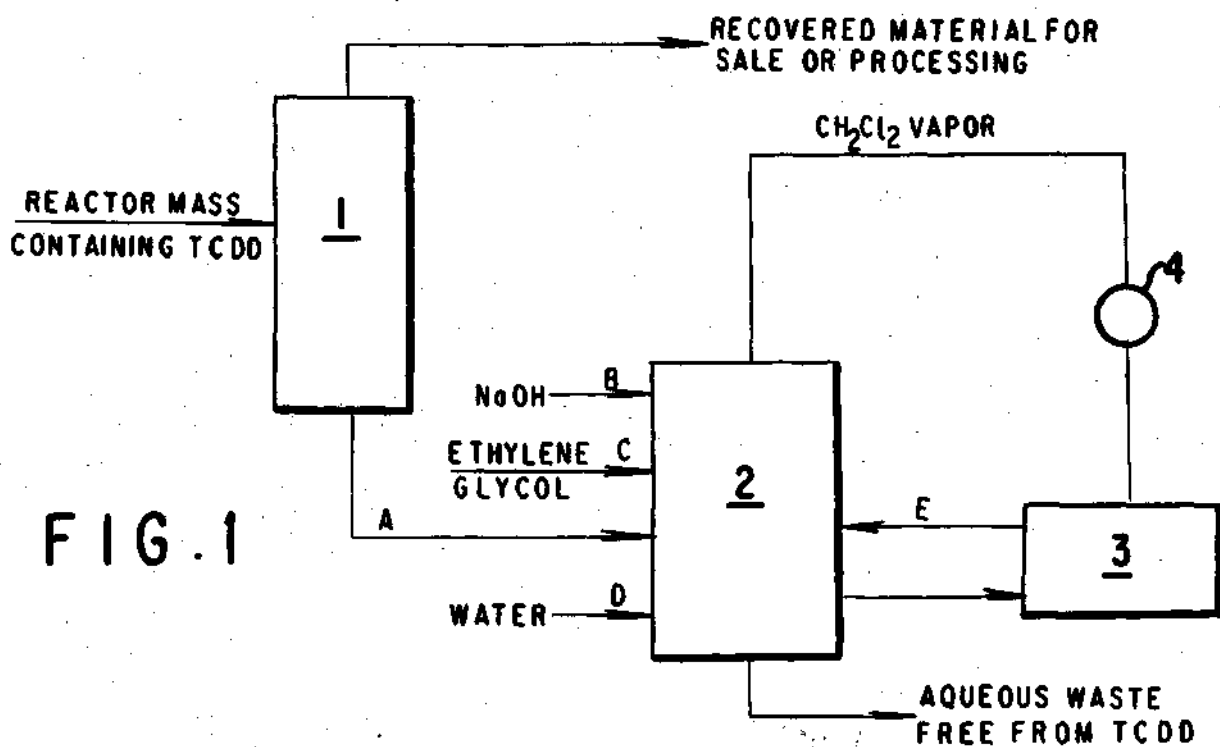 RECOVERED MATERIAL FOR
SALE OR PROCESSING
CH2Cl2 VAPOR
REACTOR MASS
CONTAINING TCDD
1
4
NaOH
B
ETHYLENE
GLYCOL
C
2
A
E
3
FIG.1
WATER
D
AQUEOUS WASTE
FREE FROM TCDD